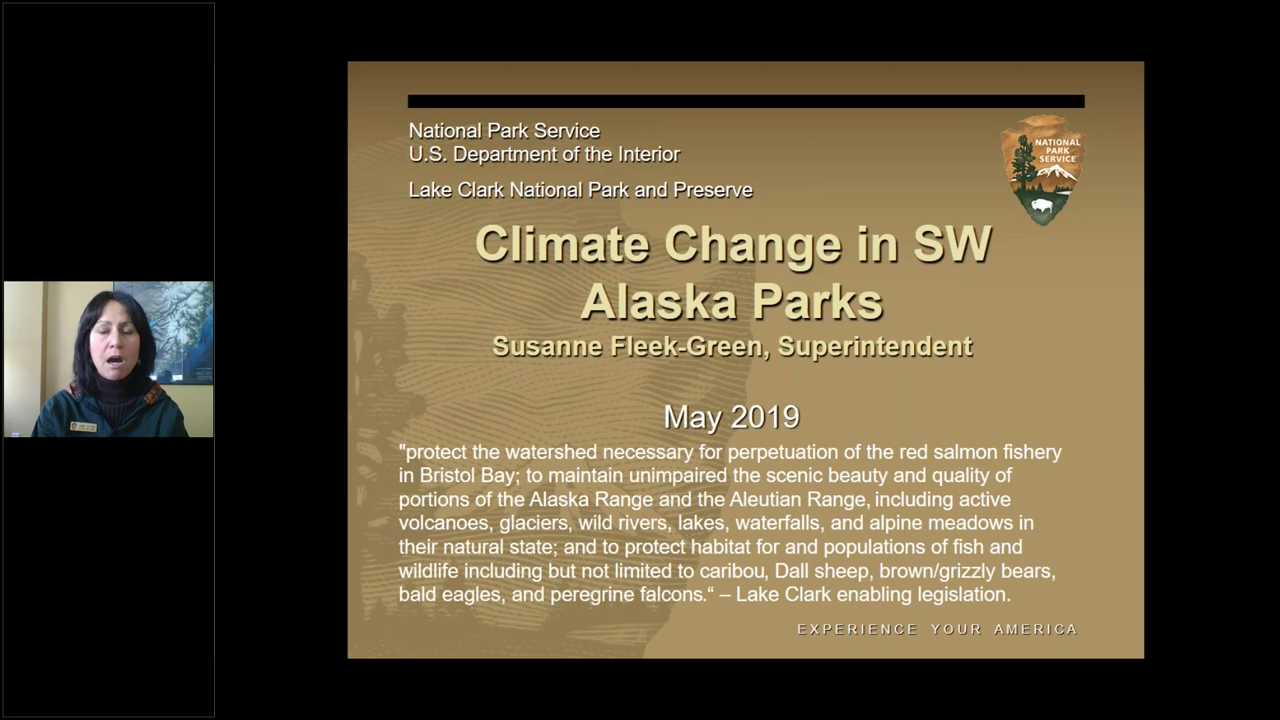 National Park Service
U.S. Department of the Interior
Lake Clark National Park and Preserve
NATIONAL
PARK
SERVICE
Climate Change in SW
Alaska Parks
Susanne Fleek-Green, Superintendent
May 2019
"protect the watershed necessary for perpetuation of the red salmon fishery
in Bristol Bay; to maintain unimpaired the scenic beauty and quality of
portions of the Alaska Range and the Aleutian Range, including active
volcanoes, glaciers, wild rivers, lakes, waterfalls, and alpine meadows in
their natural state; and to protect habitat for and populations of fish and
wildlife including but not limited to caribou, Dall sheep, brown/grizzly bears,
bald eagles, and peregrine falcons.“ – Lake Clark enabling legislation.
EXPERIENCE YOUR AMERICA